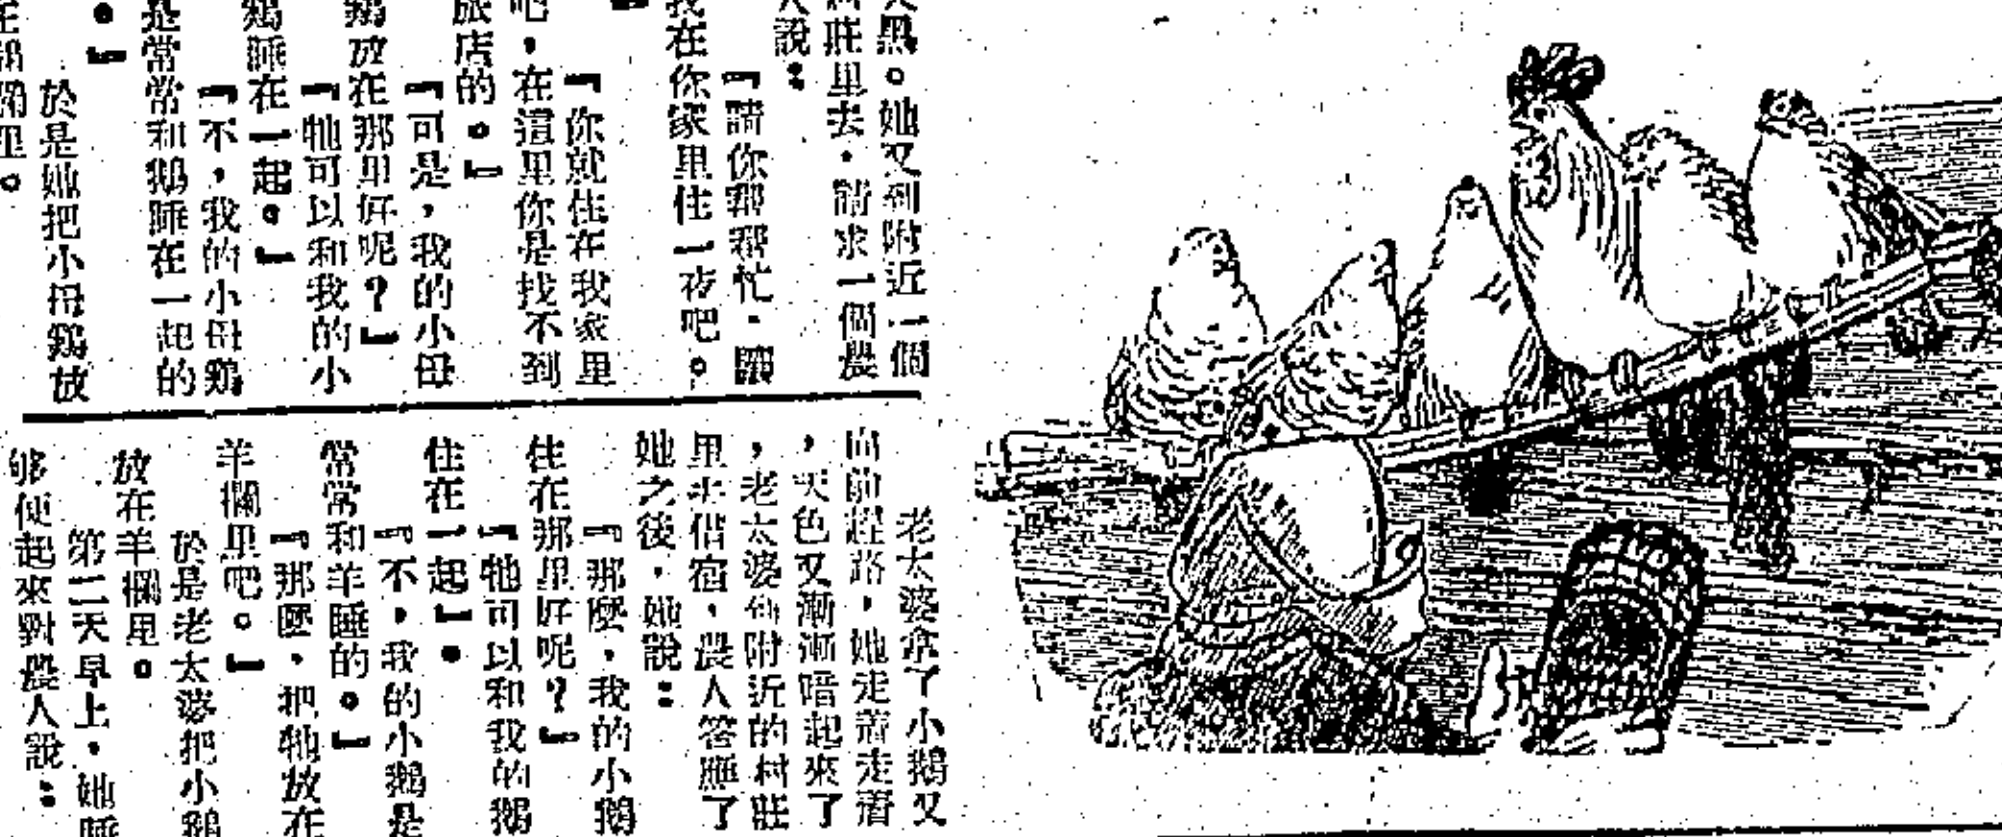 黑。她又到附近一個
莊里去，請求一個農
說：
『請你幫幫忙，讓
我在你家里住一夜吧。
『你就住在我家里
吧，在這里你是找不到
旅店的。』
『可是，我的小母
鷄放在那里好呢？』
『牠可以和我的小
鵝睡在一起。』
『不，我的小母鷄
是常常和鵝睡在一起的
。』
於是她把小母鷄放
里。
老太婆拿了小鵝又
向前趕路，她走着走着
，天色又漸漸暗起來了
，老太婆向附近的村莊
里去借宿，農人答應了
她之後，她說：
『那麼，我的小鵝
住在那里好呢？』
『牠可以和我的鵝
住在一起』。
『不，我的小鵝是
常常和羊睡的。』
『那麼，把牠放在
羊欄里吧。』
於是老太婆把小鵝
放在羊欄里。
第二天早上，她睡
够便起來對農人說：